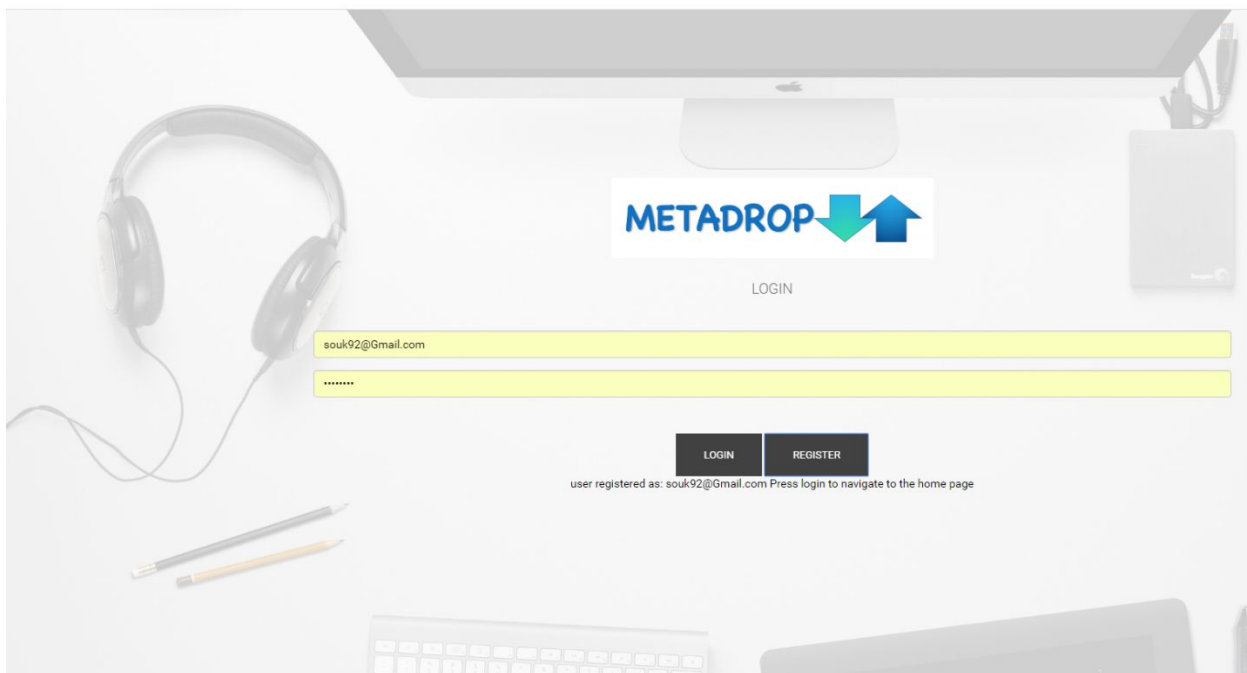 METADROP
LOGIN
souk92@Gmail.com
••••••••
LOGIN REGISTER
user registered as: souk92@Gmail.com Press login to navigate to the home page